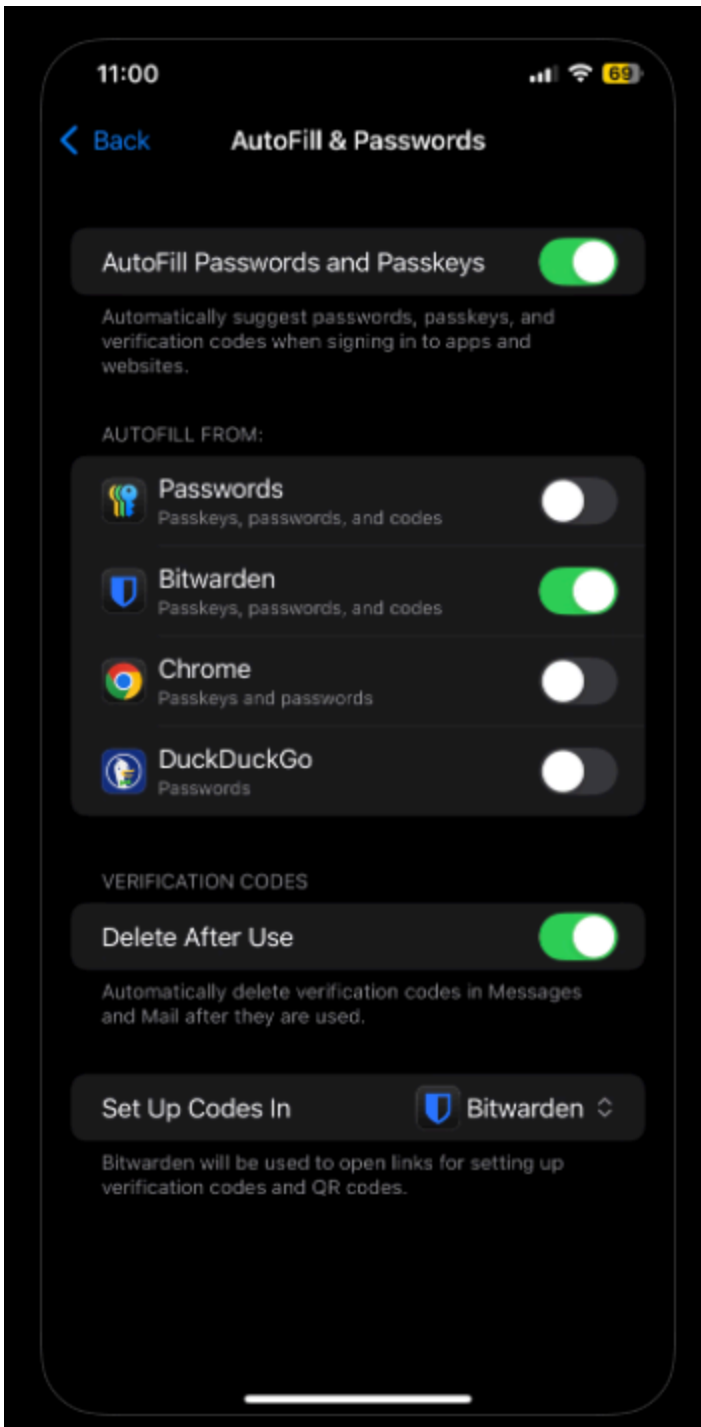 11:00
69
Back
AutoFill & Passwords
AutoFill Passwords and Passkeys
Automatically suggest passwords, passkeys, and
verification codes when signing in to apps and
websites.
AUTOFILL FROM:
Passwords
Passkeys, passwords, and codes
Bitwarden
Passkeys, passwords, and codes
Chrome
Passkeys and passwords
DuckDuckGo
Passwords
VERIFICATION CODES
Delete After Use
Automatically delete verification codes in Messages
and Mail after they are used.
Set Up Codes In
Bitwarden
Bitwarden will be used to open links for setting up
verification codes and QR codes.